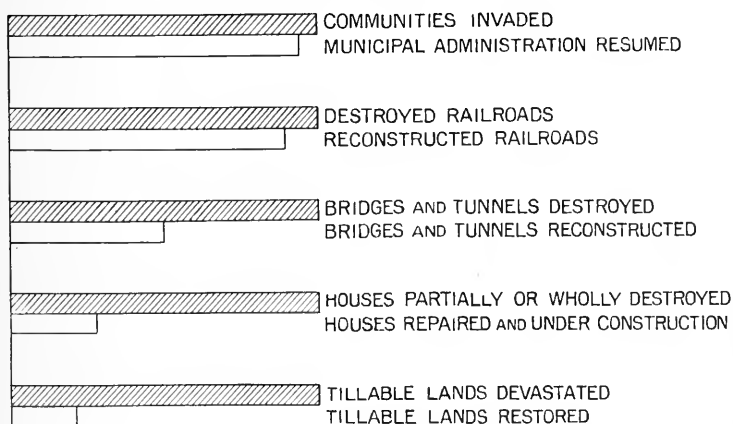 COMMUNITIES INVADED
MUNICIPAL ADMINISTRATION RESUMED
DESTROYED RAILROADS
RECONSTRUCTED RAILROADS
BRIDGES AND TUNNELS DESTROYED
BRIDGES AND TUNNELS RECONSTRUCTED
HOUSES PARTIALLY OR WHOLLY DESTROYED
HOUSES REPAIRED AND UNDER CONSTRUCTION
TILLABLE LANDS DEVASTATED
TILLABLE LANDS RESTORED